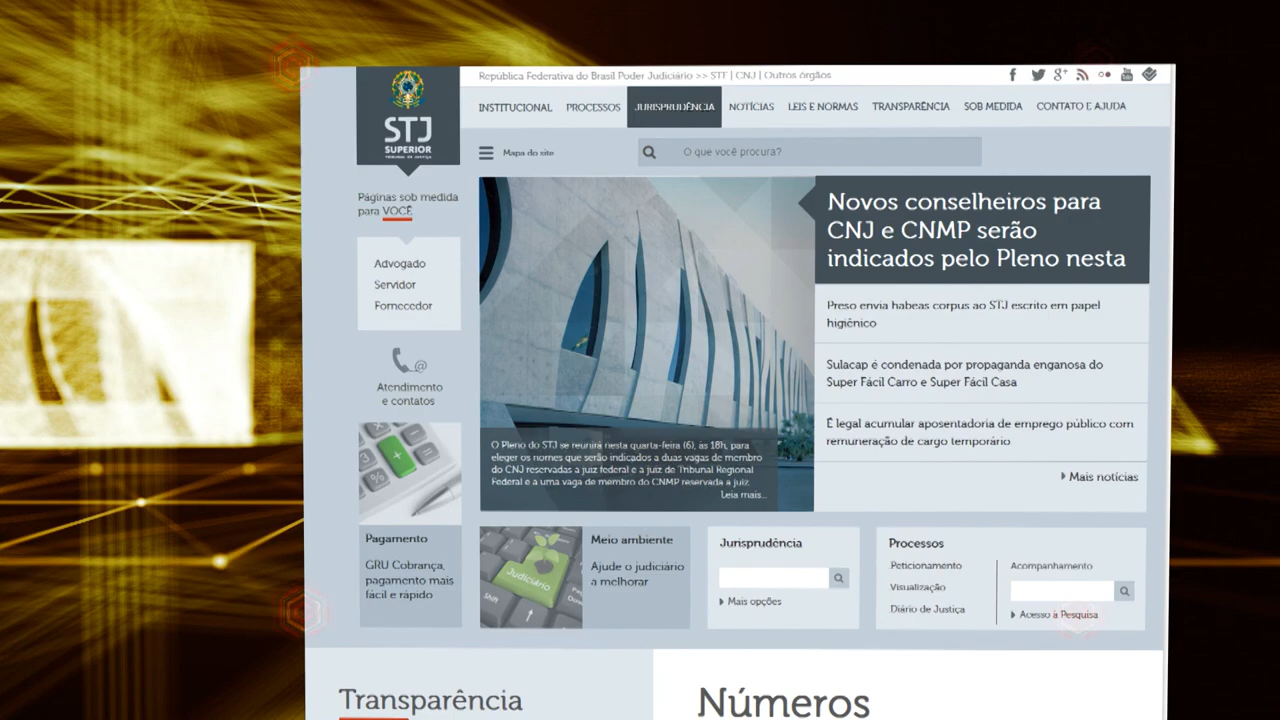 República Federativa do Brasil Poder Judiciário >> STF | CNJ | Outros órgãos
STJ
SUPERIOR
TRIBUNAL DE JUSTIÇA
INSTITUCIONAL PROCESSOS JURISPRUDÊNCIA NOTÍCIAS LEIS E NORMAS TRANSPARÊNCIA SOB MEDIDA CONTATO E AJUDA
Mapa do site
O que você procura?
Páginas sob medida
para VOCÊ
Advogado
Servidor
Fornecedor
Atendimento
e contatos
Pagamento
GRU Cobrança,
pagamento mais
fácil e rápido
Novos conselheiros para
CNJ e CNMP serão
indicados pelo Pleno nesta
Preso envia habeas corpus ao STJ escrito em papel
higiênico
Sulacap é condenada por propaganda enganosa do
Super Fácil Carro e Super Fácil Casa
É legal acumular aposentadoria de emprego público com
remuneração de cargo temporário
Mais notícias
O Pleno do STJ se reunirá nesta quarta-feira (6), às 18h, para
eleger os nomes que serão indicados a duas vagas de membro
do CNJ reservadas a juiz federal e a juiz de Tribunal Regional
Federal e a uma vaga de membro do CNMP reservada a juiz
Leia mais...
Judiciário
Shift
Meio ambiente
Ajude o judiciário
a melhorar
Jurisprudência
Mais opções
Processos
Peticionamento
Visualização
Diário de Justiça
Acompanhamento
Acesso à Pesquisa
Transparência
Números